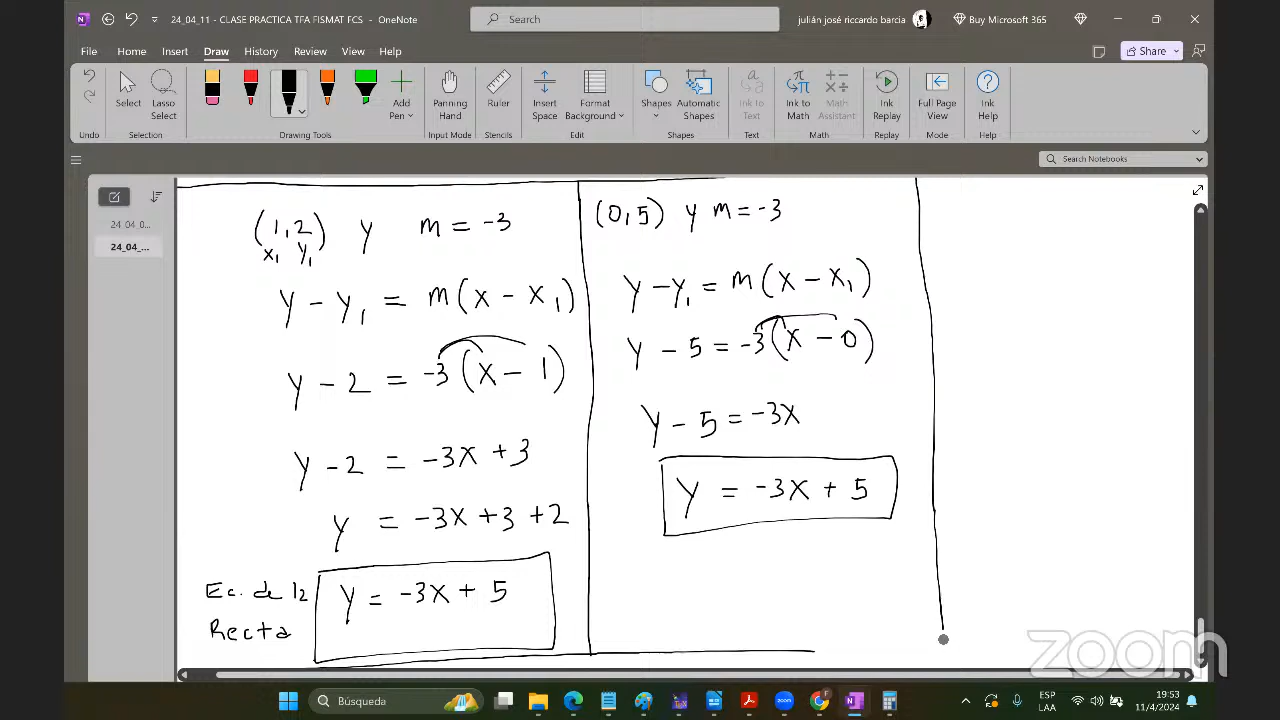 24_04_11 - CLASE PRACTICA TFA FISMAT FCS - OneNote
Search
julián josé riccardo barcia
Buy Microsoft 365
File Home Insert Draw History Review View Help
Share
Select
Lasso Select
Add Pen
Panning Hand
Ruler
Insert Space
Format Background
Shapes
Automatic Shapes
Ink to Text
Ink to Math
Math Assistant
Ink Replay
Full Page View
Ink Help
Undo
Selection
Drawing Tools
Input Mode
Stencils
Edit
Shapes
Convert
Math
Replay
Mode
Help
Search Notebooks
24_04_0...
24_04_...
(1,2) y m = -3
x₁ y₁
y - y₁ = m(x - x₁)
y - 2 = -3(x - 1)
y - 2 = -3x + 3
y = -3x + 3 + 2
Ec. de la Recta
y = -3x + 5
(0,5) y m = -3
y - y₁ = m(x - x₁)
y - 5 = -3(x - 0)
y - 5 = -3x
y = -3x + 5
zoom
Búsqueda
zoom
ESP
LAA
19:53
11/4/2024